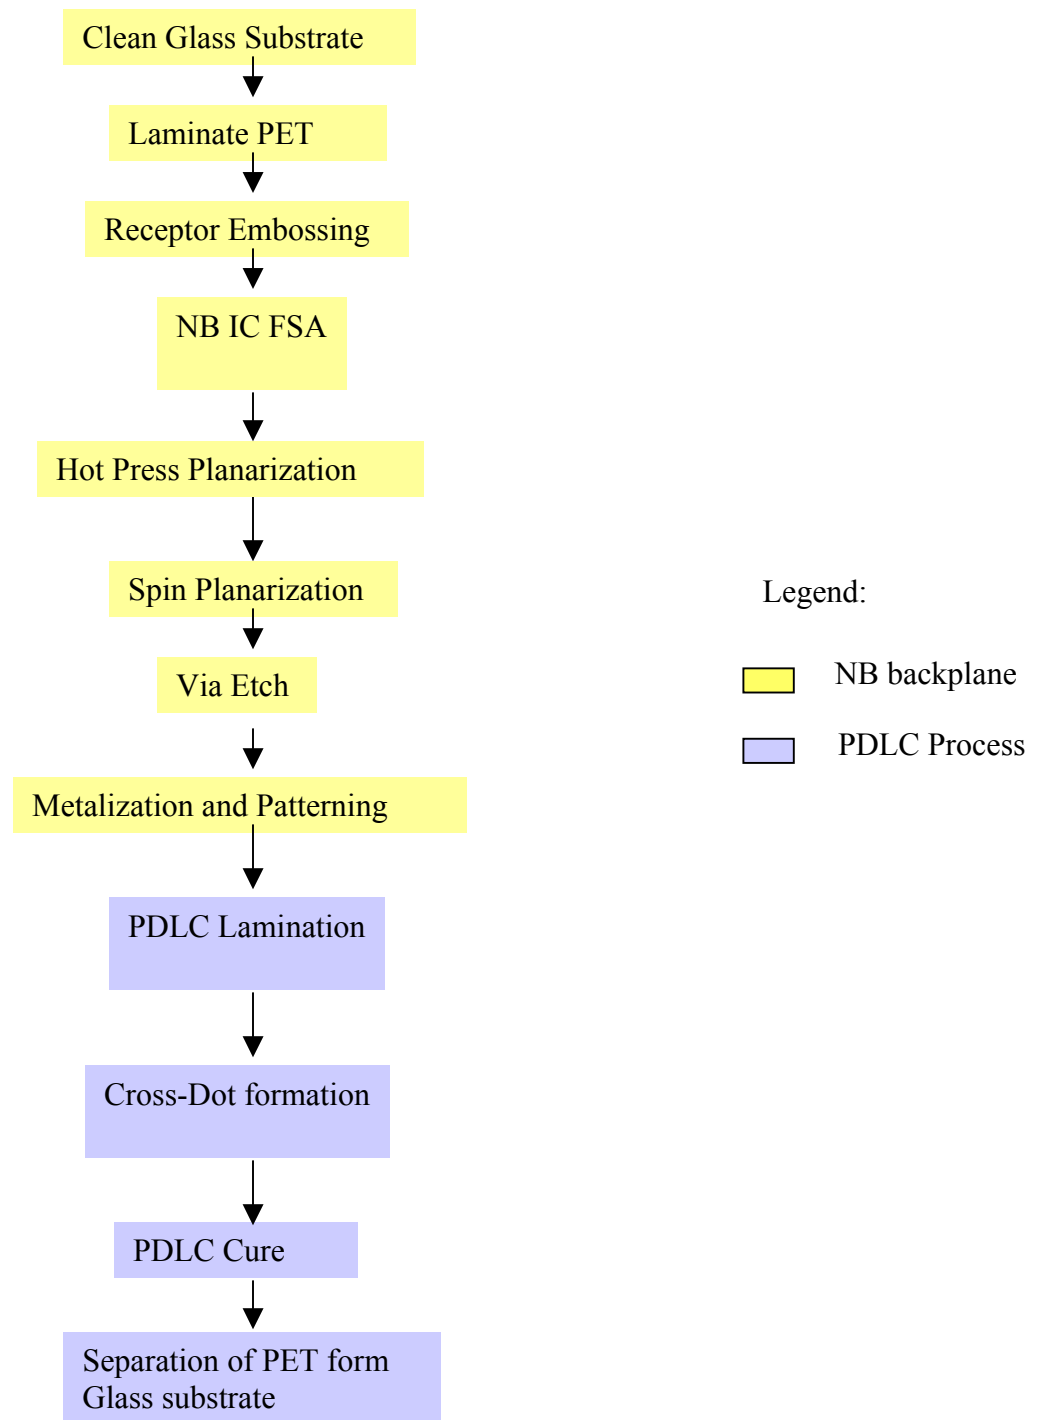 Clean Glass Substrate
Laminate PET
Receptor Embossing
NB IC FSA
Hot Press Planarization
Spin Planarization
Via Etch
Metalization and Patterning
PDLC Lamination
Cross-Dot formation
PDLC Cure
Separation of PET form
Glass substrate
Legend:
NB backplane
PDLC Process